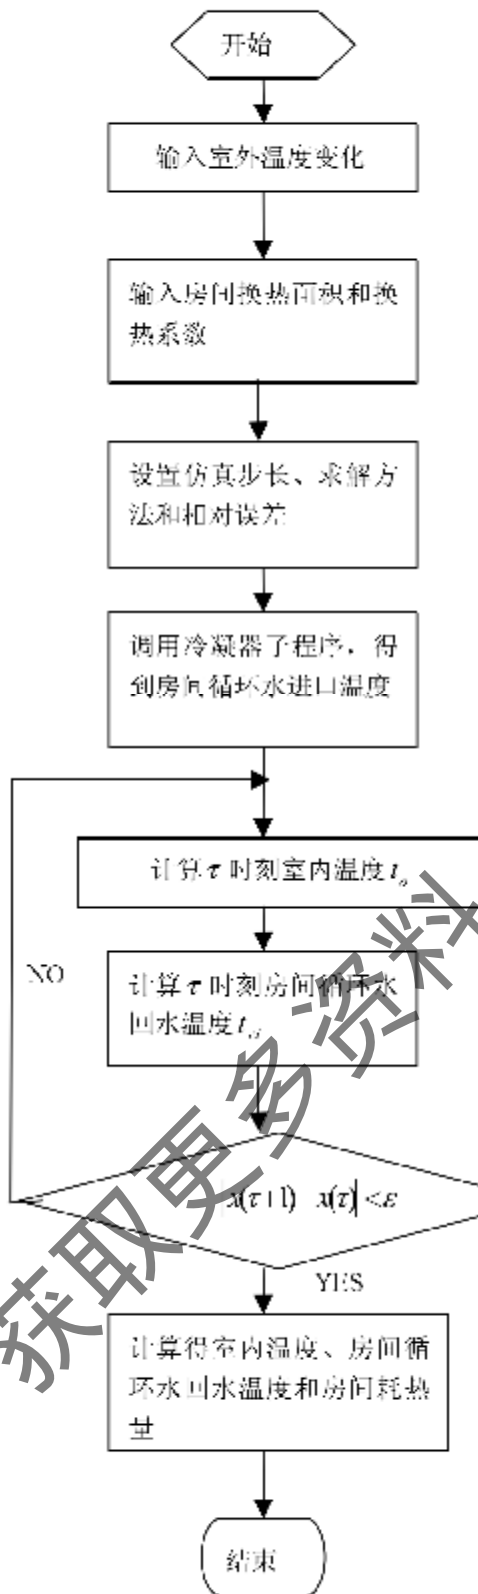 开始
输入室外温度变化
输入房间换热面积和换
热系数
设置仿真步长、求解方
法和相对误差
调用冷凝器子程序，得
到房间循环水进口温度
计算 τ 时刻室内温度 t
NO
计算 τ 时刻房间循环水
回水温度 t
|x(τ+1) x(τ)| <ε
YES
计算得室内温度、房间循
环水回水温度和房间耗热
量
结束
获取更多资料